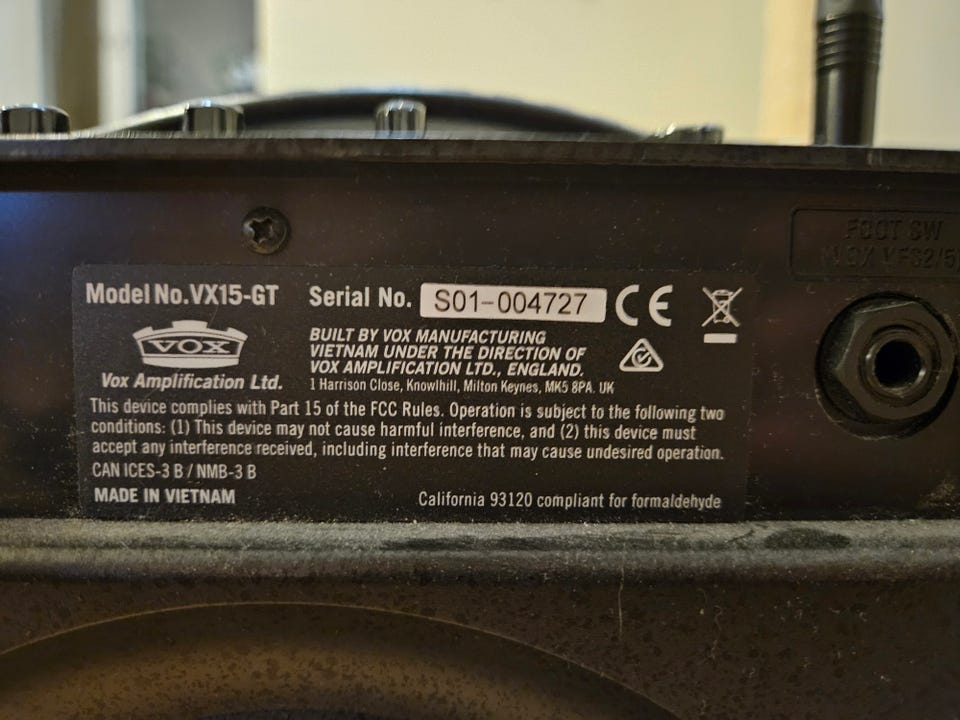 FOOT SW
VOX VFS2/5
Model No.VX15-GT
Serial No. S01-004727
CE
VOX
Vox Amplification Ltd.
BUILT BY VOX MANUFACTURING
VIETNAM UNDER THE DIRECTION OF
VOX AMPLIFICATION LTD., ENGLAND.
1 Harrison Close, Knowlhill, Milton Keynes, MK5 8PA. UK
This device complies with Part 15 of the FCC Rules. Operation is subject to the following two
conditions: (1) This device may not cause harmful interference, and (2) this device must
accept any interference received, including interference that may cause undesired operation.
CAN ICES-3 B / NMB-3 B
MADE IN VIETNAM
California 93120 compliant for formaldehyde